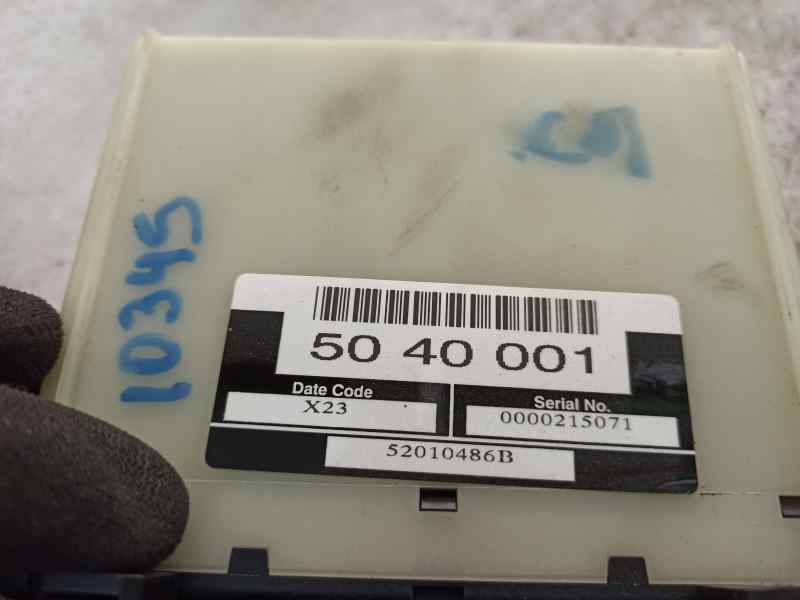 10345
50 40 001
Date Code
X23
Serial No.
0000215071
52010486B